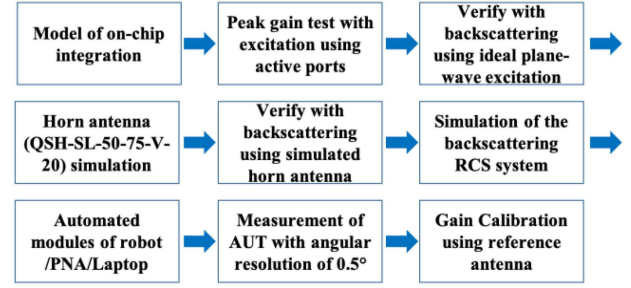 Model of on-chip
integration
Peak gain test with
excitation using
active ports
Verify with
backscattering
using ideal plane-
wave excitation
Horn antenna
(QSH-SL-50-75-V-
20) simulation
Verify with
backscattering
using simulated
horn antenna
Simulation of the
backscattering
RCS system
Automated
modules of robot
/PNA/Laptop
Measurement of
AUT with angular
resolution of 0.5°
Gain Calibration
using reference
antenna